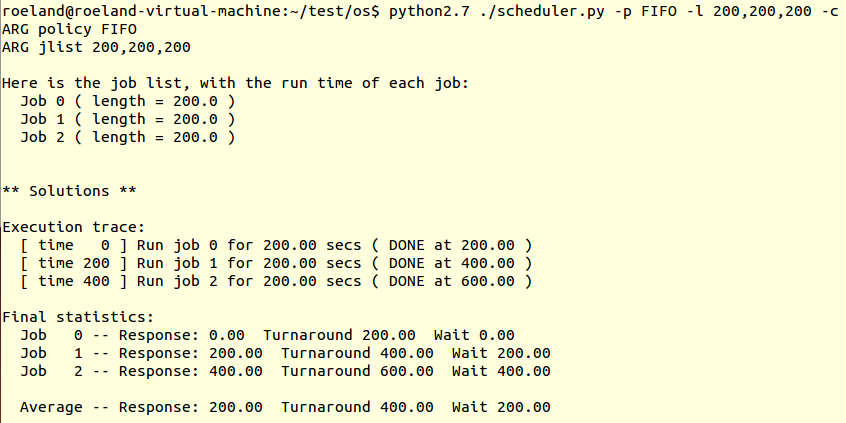 roeland@roeland-virtual-machine:~/test/os$ python2.7 ./scheduler.py -p FIFO -l 200,200,200 -c
ARG policy FIFO
ARG jlist 200,200,200

Here is the job list, with the run time of each job:
  Job 0 ( length = 200.0 )
  Job 1 ( length = 200.0 )
  Job 2 ( length = 200.0 )


** Solutions **

Execution trace:
  [ time   0 ] Run job 0 for 200.00 secs ( DONE at 200.00 )
  [ time 200 ] Run job 1 for 200.00 secs ( DONE at 400.00 )
  [ time 400 ] Run job 2 for 200.00 secs ( DONE at 600.00 )

Final statistics:
  Job   0 -- Response: 0.00  Turnaround 200.00  Wait 0.00
  Job   1 -- Response: 200.00  Turnaround 400.00  Wait 200.00
  Job   2 -- Response: 400.00  Turnaround 600.00  Wait 400.00

  Average -- Response: 200.00  Turnaround 400.00  Wait 200.00